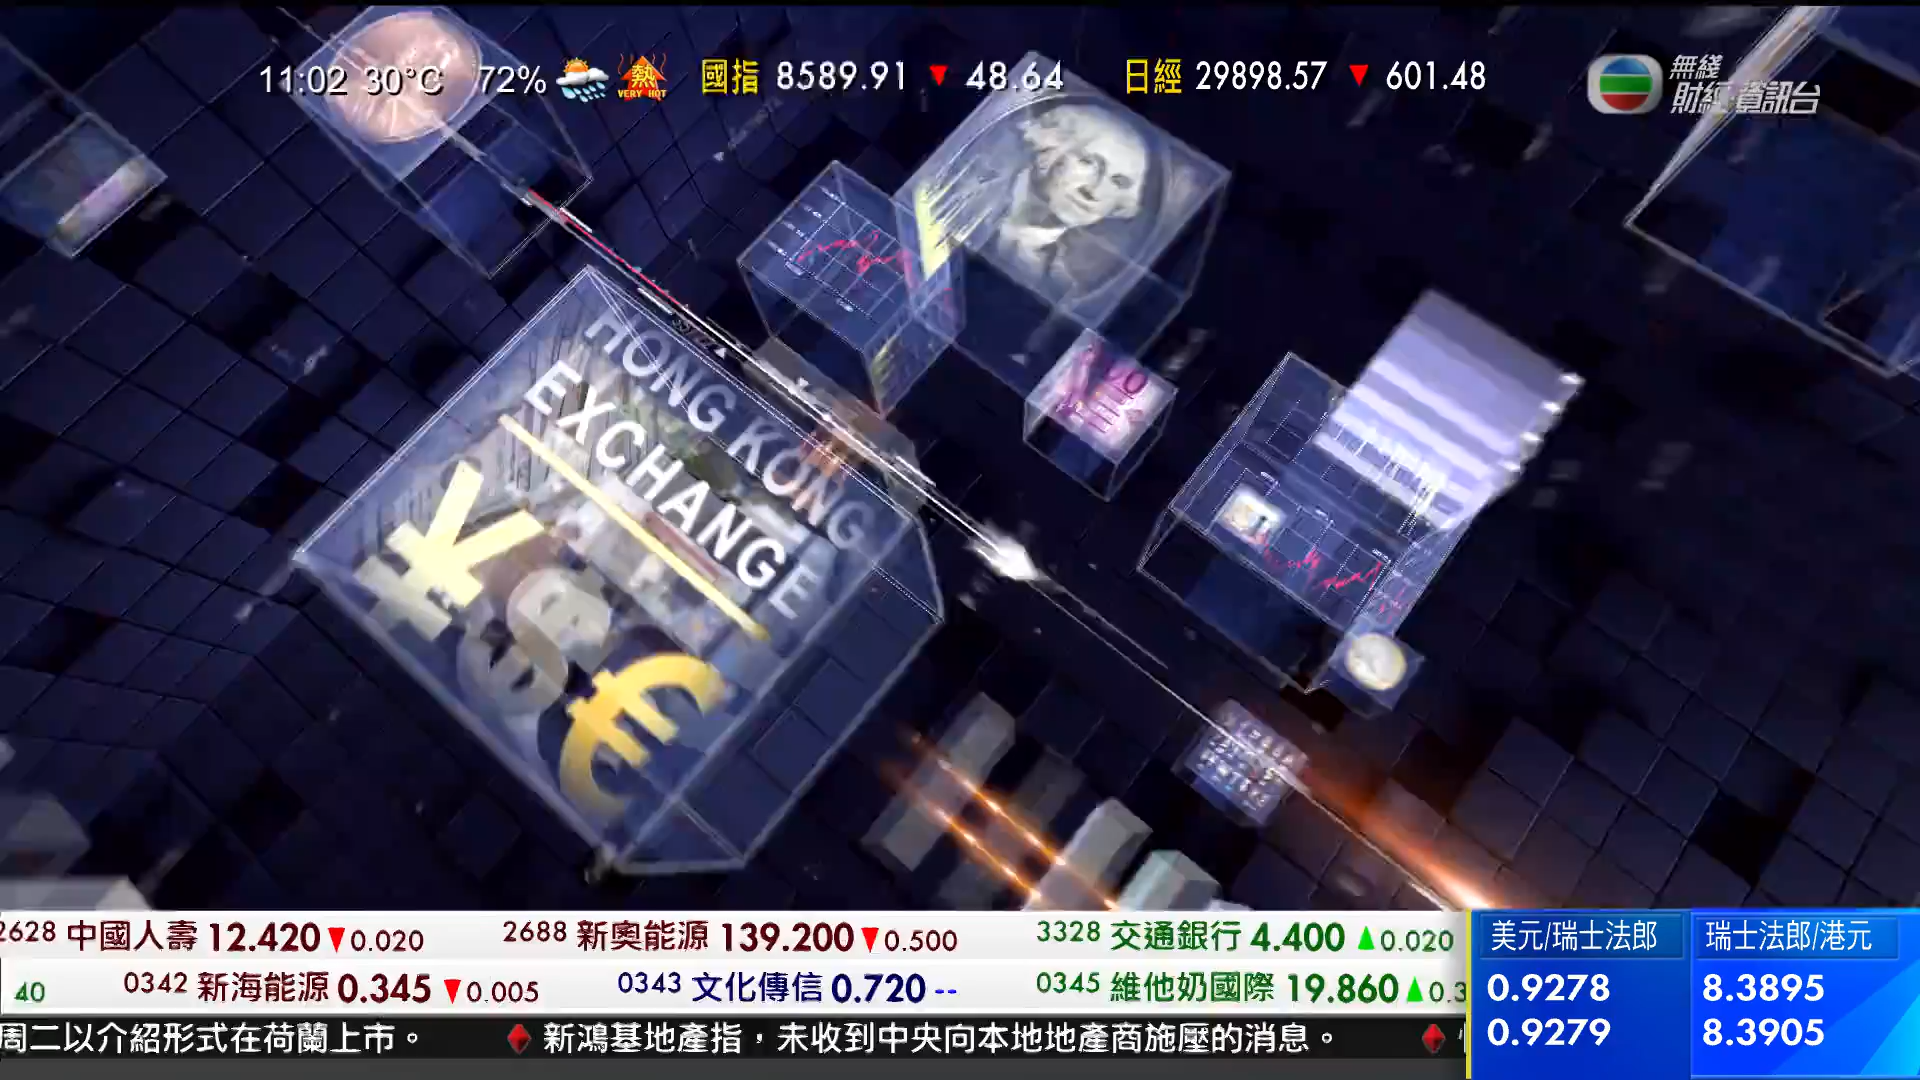 11:02 30°C 72% 熱 VERY HOT 國指 8589.91 ▼ 48.64 日經 29898.57 ▼ 601.48
無綫
財經·資訊台
HONG KONG
EXCHANGE
¥
$
€
2628 中國人壽 12.420 ▼0.020 2688 新奧能源 139.200 ▼0.500 3328 交通銀行 4.400 ▲0.020
40 0342 新海能源 0.345 ▼0.005 0343 文化傳信 0.720 -- 0345 維他奶國際 19.860 ▲0.3
周二以介紹形式在荷蘭上市。 ◆ 新鴻基地產指，未收到中央向本地地產商施壓的消息。 ◆
美元/瑞士法郎 瑞士法郎/港元
0.9278 8.3895
0.9279 8.3905